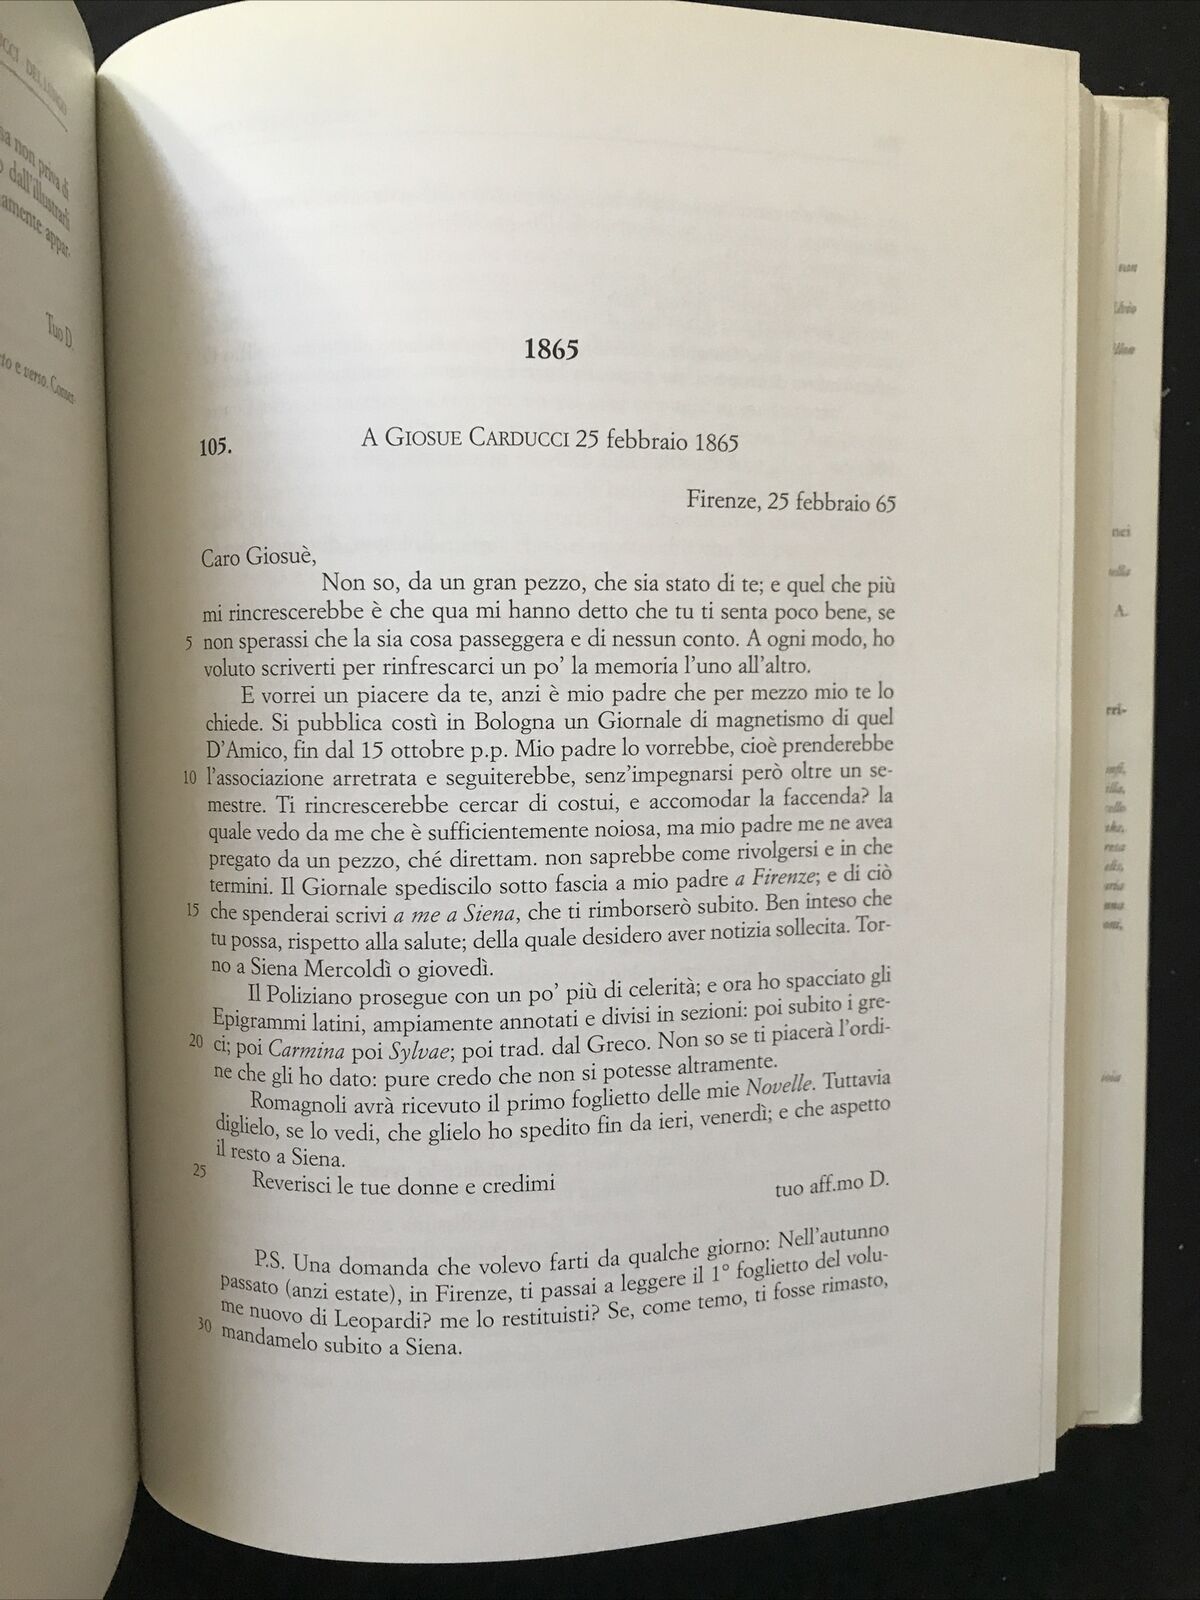 UCCI DEL LUNGO
sa non priva di
dall'illustrarli
amente appar-
Tuo D.
to e verso. Conser-
1865
105. A GIOSUE CARDUCCI 25 febbraio 1865
Firenze, 25 febbraio 65
Caro Giosuè,
Non so, da un gran pezzo, che sia stato di te; e quel che più
mi rincrescerebbe è che qua mi hanno detto che tu ti senta poco bene, se
5 non sperassi che la sia cosa passeggera e di nessun conto. A ogni modo, ho
voluto scriverti per rinfrescarci un po' la memoria l'uno all'altro.
E vorrei un piacere da te, anzi è mio padre che per mezzo mio te lo
chiede. Si pubblica costì in Bologna un Giornale di magnetismo di quel
D'Amico, fin dal 15 ottobre p.p. Mio padre lo vorrebbe, cioè prenderebbe
10 l'associazione arretrata e seguiterebbe, senz'impegnarsi però oltre un se-
mestre. Ti rincrescerebbe cercar di costui, e accomodar la faccenda? la
quale vedo da me che è sufficientemente noiosa, ma mio padre me ne avea
pregato da un pezzo, ché direttam. non saprebbe come rivolgersi e in che
termini. Il Giornale spediscilo sotto fascia a mio padre a Firenze; e di ciò
15 che spenderai scrivi a me a Siena, che ti rimborserò subito. Ben inteso che
tu possa, rispetto alla salute; della quale desidero aver notizia sollecita. Tor-
no a Siena Mercoldì o giovedì.
Il Poliziano prosegue con un po' più di celerità; e ora ho spacciato gli
Epigrammi latini, ampiamente annotati e divisi in sezioni: poi subito i gre-
20 ci; poi Carmina poi Sylvae; poi trad. dal Greco. Non so se ti piacerà l'ordi-
ne che gli ho dato: pure credo che non si potesse altramente.
Romagnoli avrà ricevuto il primo foglietto delle mie Novelle. Tuttavia
diglielo, se lo vedi, che glielo ho spedito fin da ieri, venerdì; e che aspetto
il resto a Siena.
25 Reverisci le tue donne e credimi
tuo aff.mo D.
P.S. Una domanda che volevo farti da qualche giorno: Nell'autunno
passato (anzi estate), in Firenze, ti passai a leggere il 1° foglietto del volu-
me nuovo di Leopardi? me lo restituisti? Se, come temo, ti fosse rimasto,
30 mandamelo subito a Siena.
nei
A.